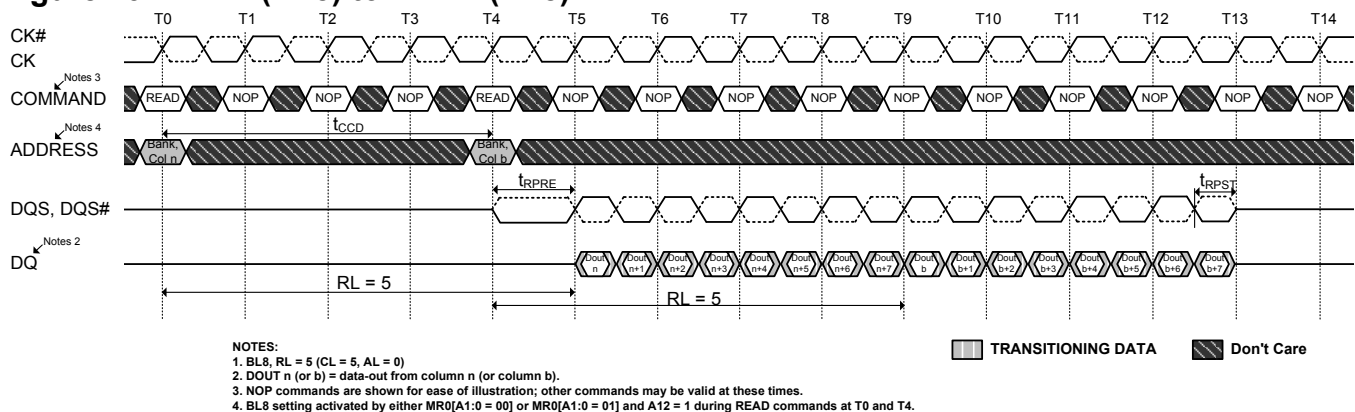 T0 T1 T2 T3 T4 T5 T6 T7 T8 T9 T10 T11 T12 T13 T14
CK#
CK
Notes 3
COMMAND READ NOP NOP NOP READ NOP NOP NOP NOP NOP NOP NOP NOP NOP NOP
tCCD
Notes 4
ADDRESS Bank, Col n Bank, Col b
tRPRE tRPST
DQS, DQS#
Notes 2
DQ Dout n Dout n+1 Dout n+2 Dout n+3 Dout n+4 Dout n+5 Dout n+6 Dout n+7 Dout b Dout b+1 Dout b+2 Dout b+3 Dout b+4 Dout b+5 Dout b+6 Dout b+7
RL = 5
RL = 5
TRANSITIONING DATA Don't Care
NOTES:
1. BL8, RL = 5 (CL = 5, AL = 0)
2. DOUT n (or b) = data-out from column n (or column b).
3. NOP commands are shown for ease of illustration; other commands may be valid at these times.
4. BL8 setting activated by either MR0[A1:0 = 00] or MR0[A1:0 = 01] and A12 = 1 during READ commands at T0 and T4.